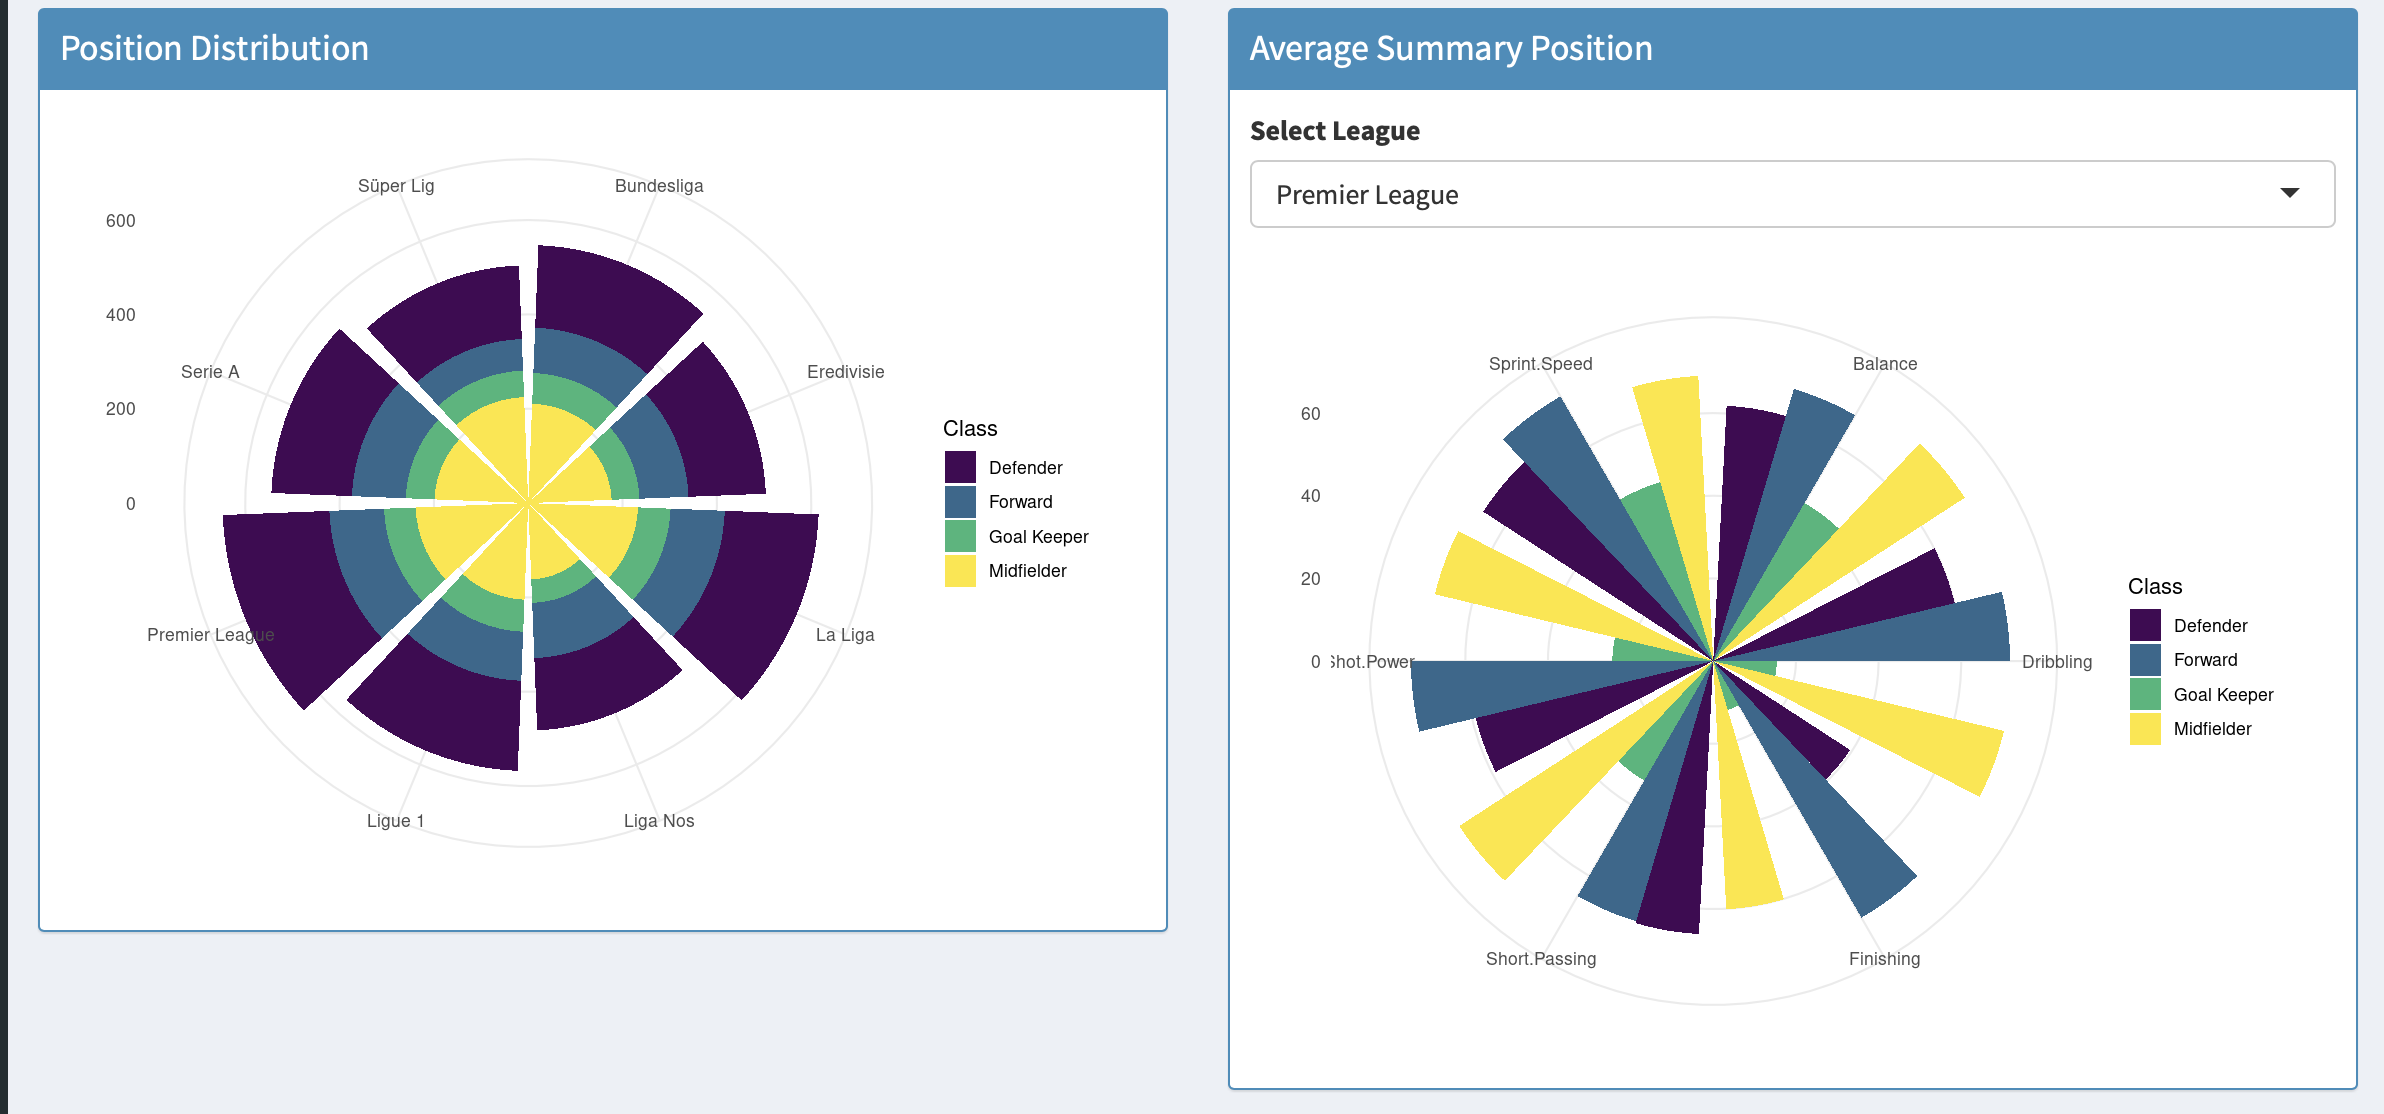 Position Distribution
Süper Lig
Bundesliga
600
400
Serie A
Eredivisie
200
0
Premier League
La Liga
Ligue 1
Liga Nos
Class
Defender
Forward
Goal Keeper
Midfielder
Average Summary Position
Select League
Premier League
Sprint.Speed
Balance
60
40
20
0
Shot.Power
Dribbling
Short.Passing
Finishing
Class
Defender
Forward
Goal Keeper
Midfielder